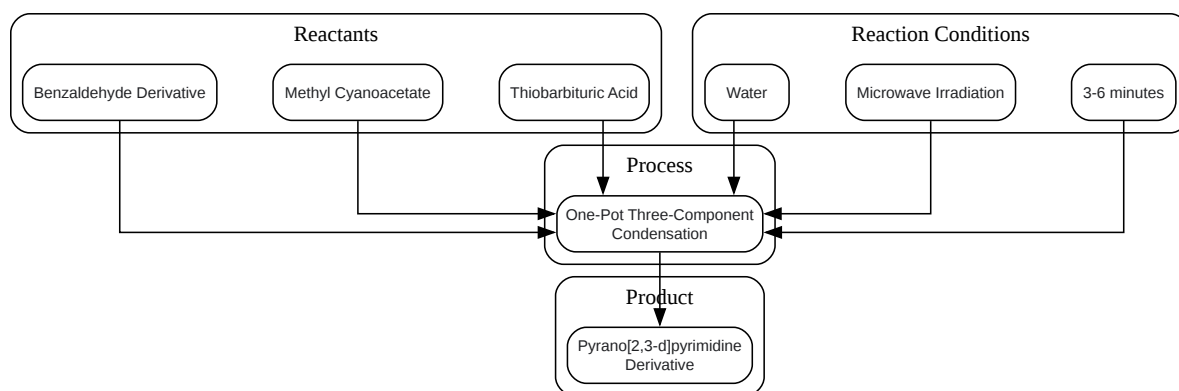 Reactants
Reaction Conditions
Benzaldehyde Derivative
Methyl Cyanoacetate
Thiobarbituric Acid
Water
Microwave Irradiation
3-6 minutes
Process
One-Pot Three-Component
Condensation
Product
Pyrano[2,3-d]pyrimidine
Derivative